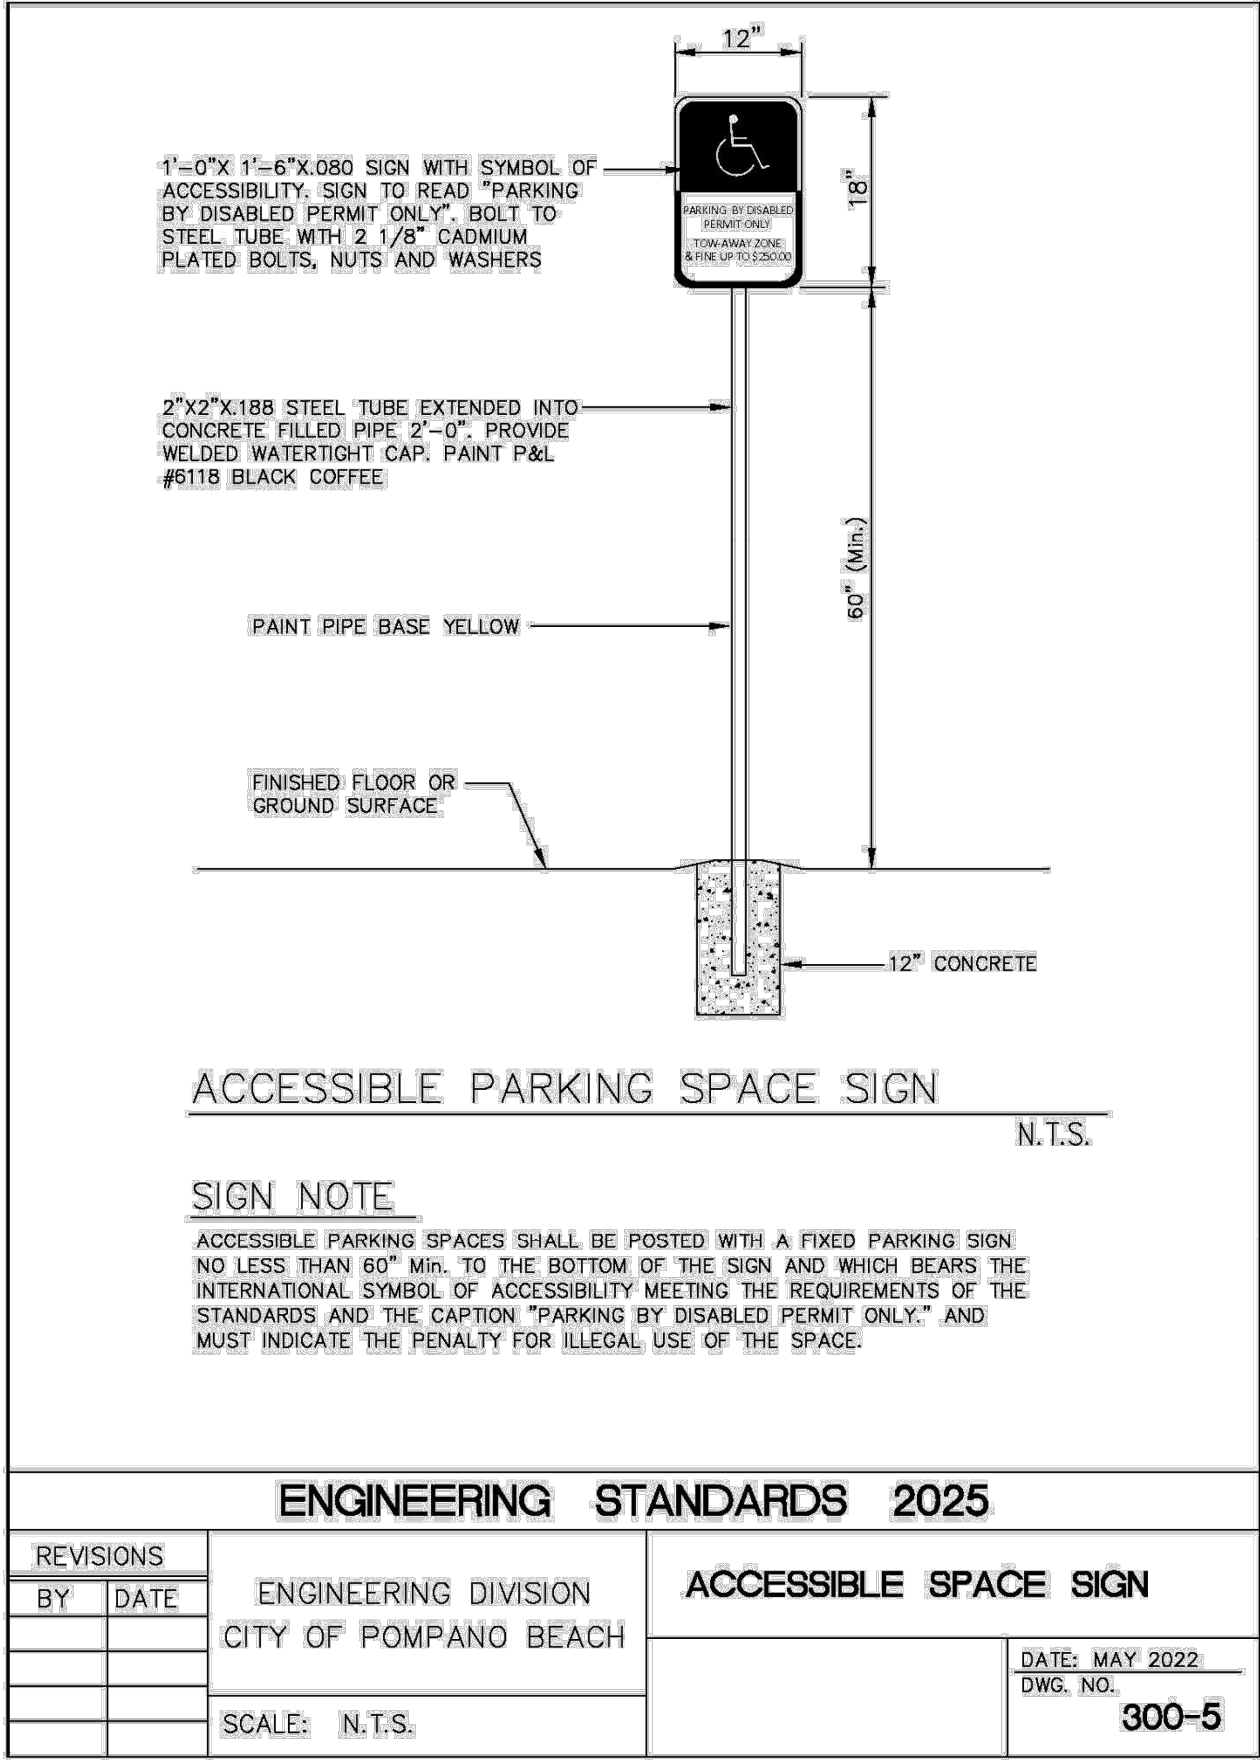 12"
1'-0"X 1'-6"X.080 SIGN WITH SYMBOL OF
ACCESSIBILITY. SIGN TO READ "PARKING
BY DISABLED PERMIT ONLY". BOLT TO
STEEL TUBE WITH 2 1/8" CADMIUM
PLATED BOLTS, NUTS AND WASHERS
PARKING BY DISABLED
PERMIT ONLY
TOW-AWAY ZONE
& FINE UP TO $250.00
18"
2"X2"X.188 STEEL TUBE EXTENDED INTO
CONCRETE FILLED PIPE 2'-0". PROVIDE
WELDED WATERTIGHT CAP. PAINT P&L
#6118 BLACK COFFEE
60" (Min.)
PAINT PIPE BASE YELLOW
FINISHED FLOOR OR
GROUND SURFACE
12" CONCRETE
ACCESSIBLE PARKING SPACE SIGN
N.T.S.
SIGN NOTE
ACCESSIBLE PARKING SPACES SHALL BE POSTED WITH A FIXED PARKING SIGN
NO LESS THAN 60" Min. TO THE BOTTOM OF THE SIGN AND WHICH BEARS THE
INTERNATIONAL SYMBOL OF ACCESSIBILITY MEETING THE REQUIREMENTS OF THE
STANDARDS AND THE CAPTION "PARKING BY DISABLED PERMIT ONLY." AND
MUST INDICATE THE PENALTY FOR ILLEGAL USE OF THE SPACE.
ENGINEERING STANDARDS 2025
REVISIONS
BY DATE
ENGINEERING DIVISION
CITY OF POMPANO BEACH
SCALE: N.T.S.
ACCESSIBLE SPACE SIGN
DATE: MAY 2022
DWG. NO.
300-5